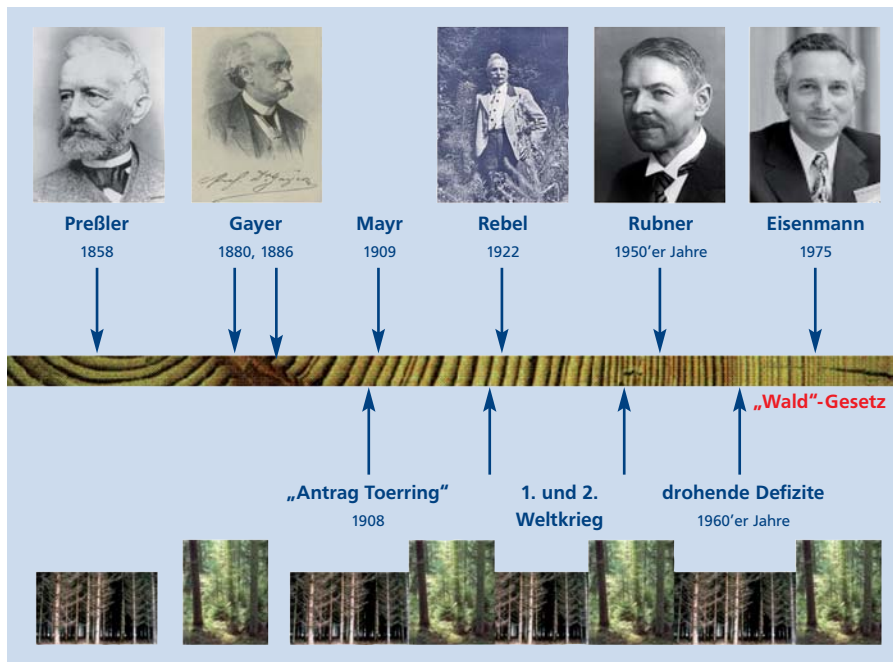 Preßler
1858
Gayer
1880, 1886
Mayr
1909
Rebel
1922
Rubner
1950’er Jahre
Eisenmann
1975
„Wald“-Gesetz
„Antrag Toerring“
1908
1. und 2.
Weltkrieg
drohende Defizite
1960’er Jahre